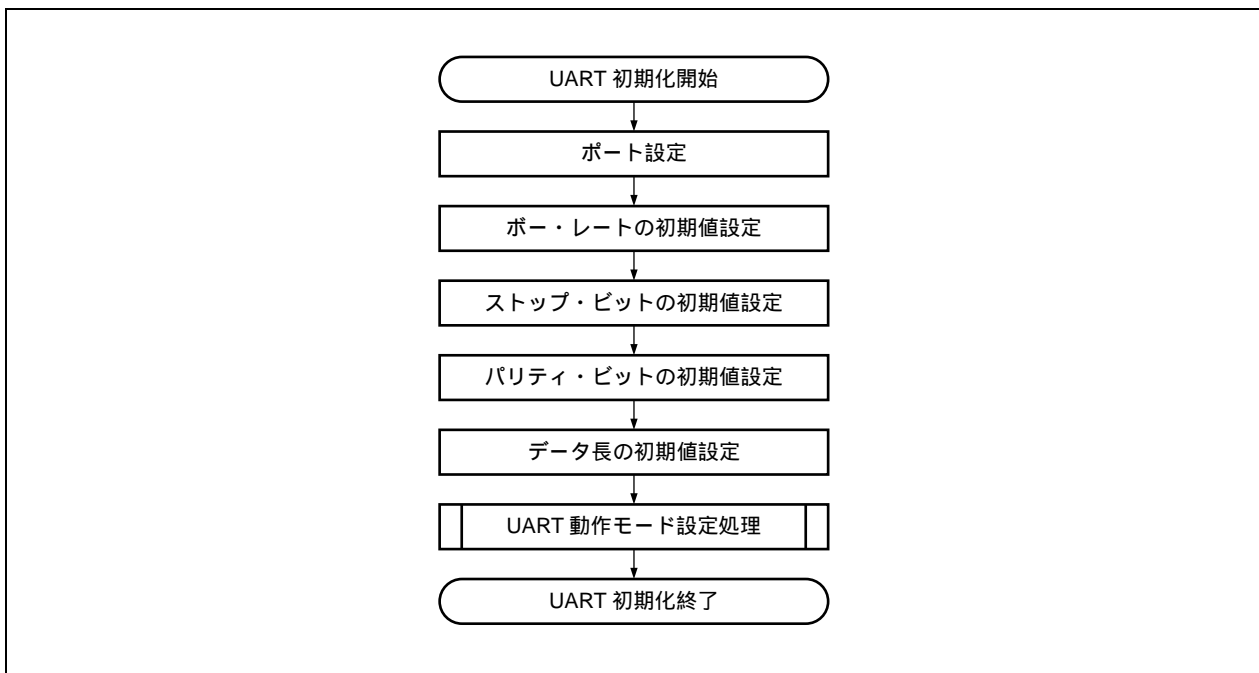 UART 初期化開始
ポート設定
ボー・レートの初期値設定
ストップ・ビットの初期値設定
パリティ・ビットの初期値設定
データ長の初期値設定
UART 動作モード設定処理
UART 初期化終了